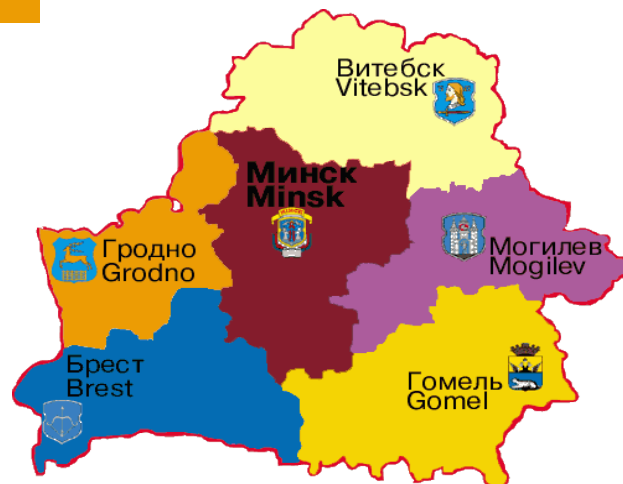 Витебск
Vitebsk
Минск
Minsk
Гродно
Grodno
Могилев
Mogilev
Брест
Brest
Гомель
Gomel